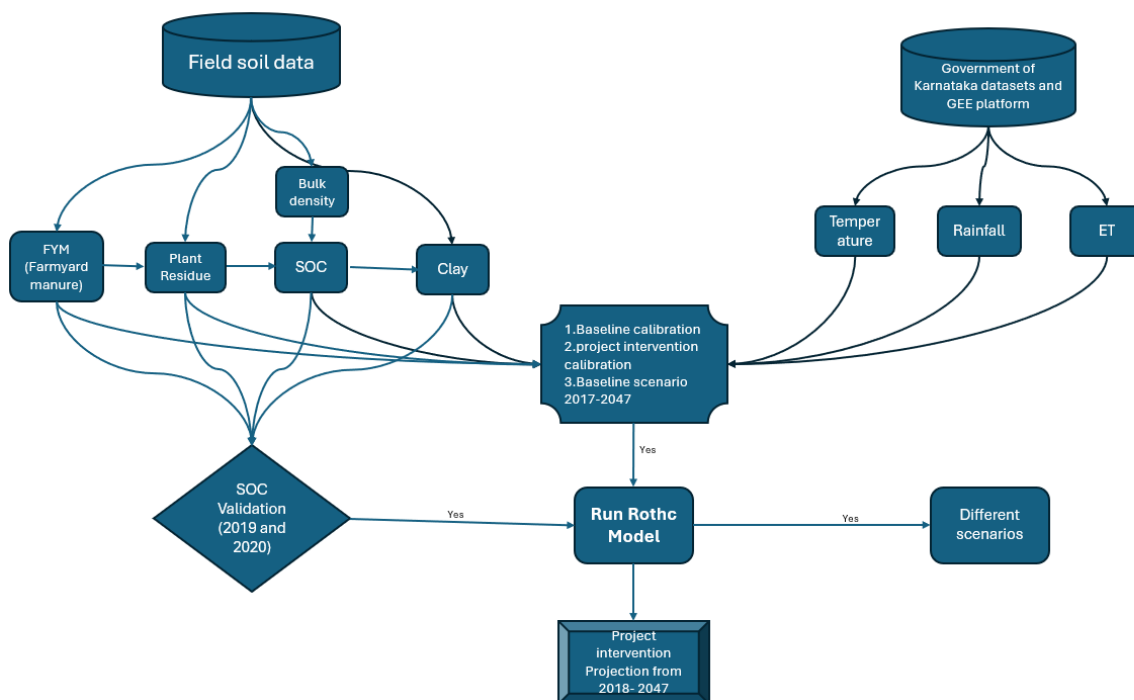 Field soil data
Government of
Karnataka datasets and
GEE platform
Bulk
density
Temper
ature
Rainfall
ET
FYM
(Farmyard
manure)
Plant
Residue
SOC
Clay
1.Baseline calibration
2.project intervention
calibration
3.Baseline scenario
2017-2047
Yes
SOC
Validation
(2019 and
2020)
Yes
Run Rothc
Model
Yes
Different
scenarios
Project
intervention
Projection from
2018- 2047